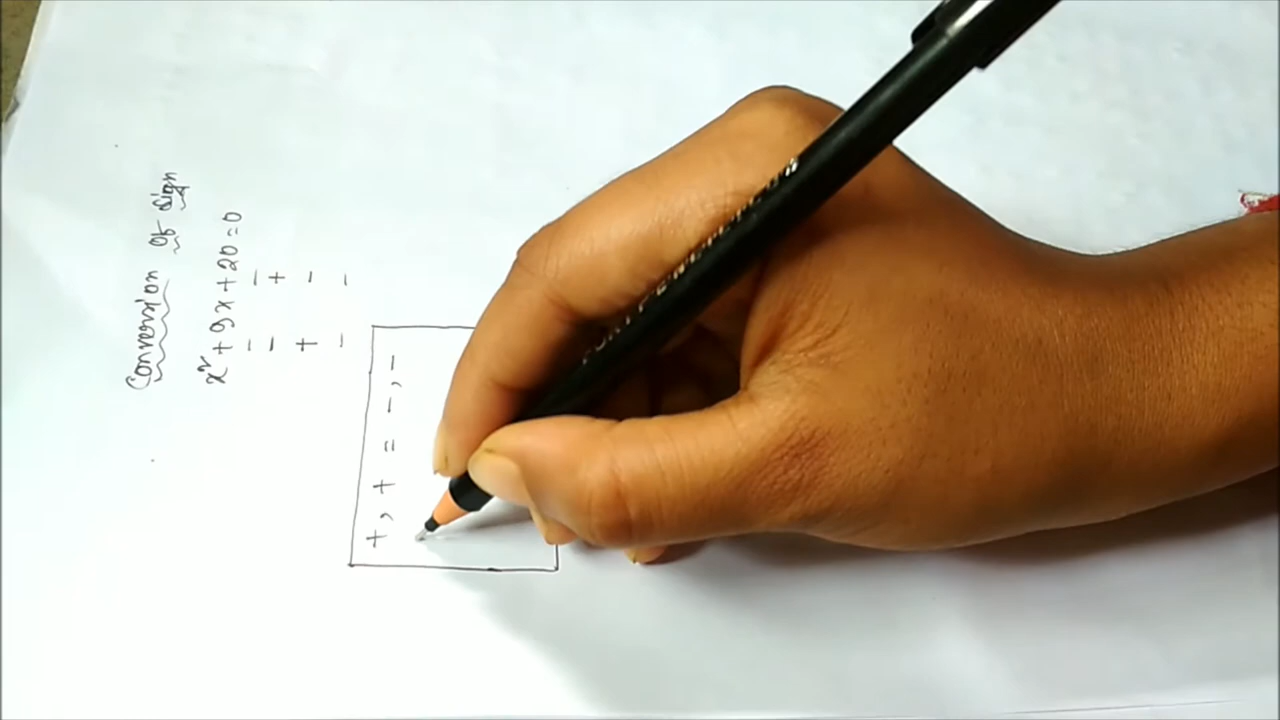 Conversion of sign
x² + 9x + 20 = 0
− −
− +
+ −
− −
+, + = −, −